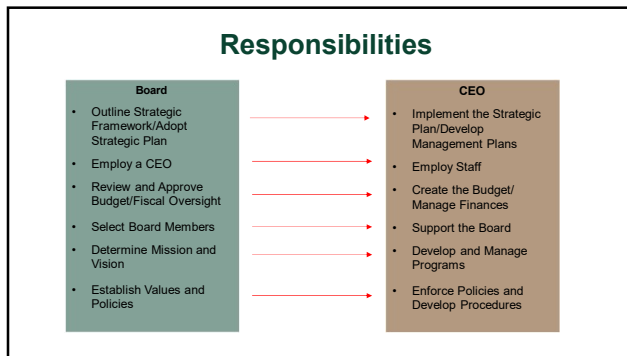 Responsibilities
Board
• Outline Strategic
Framework/Adopt
Strategic Plan
• Employ a CEO
• Review and Approve
Budget/Fiscal Oversight
• Select Board Members
• Determine Mission and
Vision
• Establish Values and
Policies
CEO
• Implement the Strategic
Plan/Develop
Management Plans
• Employ Staff
• Create the Budget/
Manage Finances
• Support the Board
• Develop and Manage
Programs
• Enforce Policies and
Develop Procedures